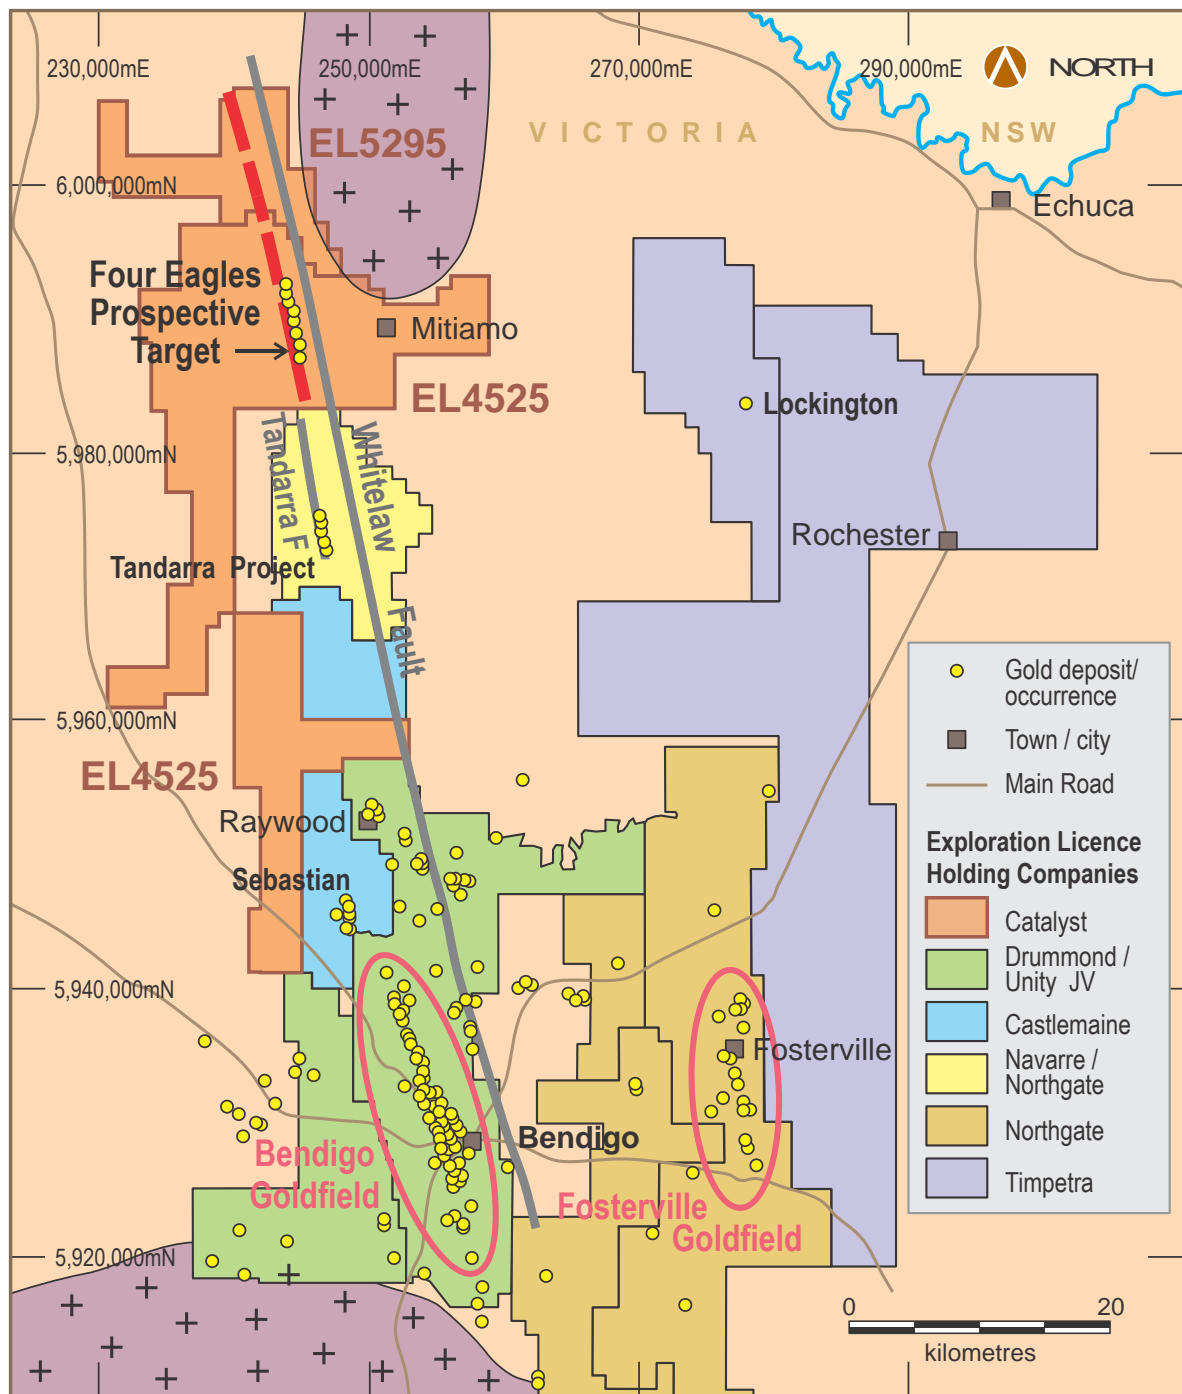 230,000mE
250,000mE
270,000mE
290,000mE
NORTH
VICTORIA
NSW
EL5295
6,000,000mN
Echuca
Four Eagles
Prospective
Target
Mitiamo
EL4525
Lockington
5,980,000mN
Tandarra F
Whitelaw
Fault
Rochester
Tandarra Project
5,960,000mN
EL4525
Raywood
Sebastian
5,940,000mN
Fosterville
Bendigo
Bendigo
Goldfield
Fosterville
Goldfield
5,920,000mN
Gold deposit/
occurrence
Town / city
Main Road
Exploration Licence
Holding Companies
Catalyst
Drummond /
Unity JV
Castlemaine
Navarre /
Northgate
Northgate
Timpetra
0
20
kilometres